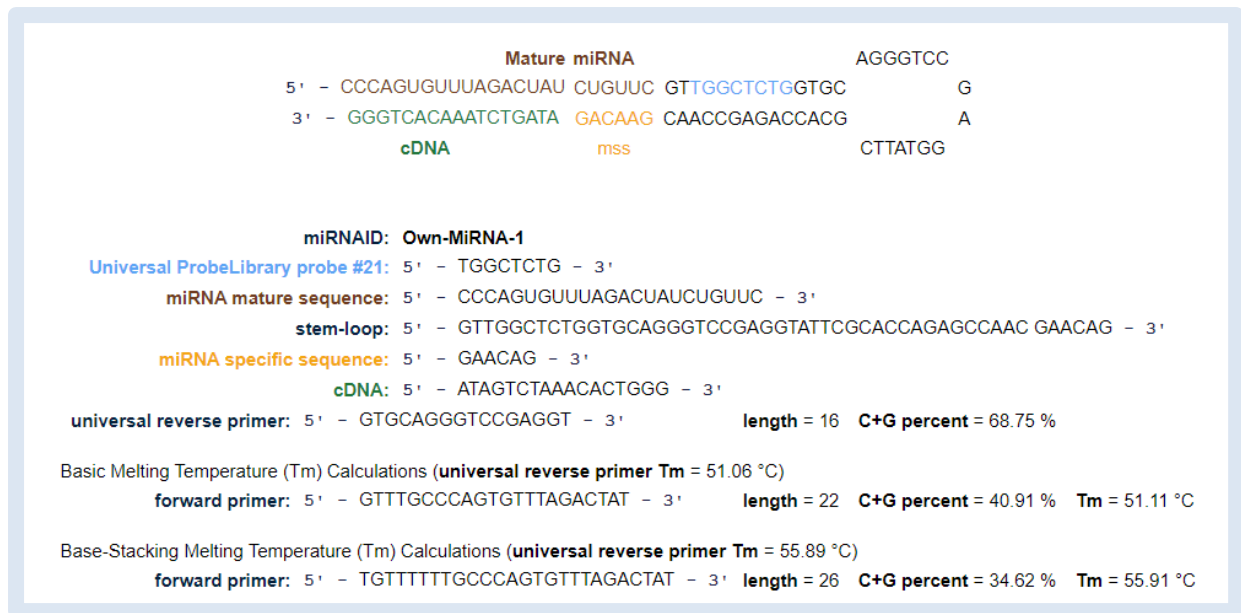 Mature miRNA AGGGTCC
5' - CCCAGUGUUUAGACUAU CUGUUC GTTGGCTCTGGTGC G
3' - GGGTCACAAATCTGATA GACAAG CAACCGAGACCACG A
cDNA mss CTTATGG
miRNAID: Own-MiRNA-1
Universal ProbeLibrary probe #21: 5' - TGGCTCTG - 3'
miRNA mature sequence: 5' - CCCAGUGUUUAGACUAUCUGUUC - 3'
stem-loop: 5' - GTTGGCTCTGGTGCAGGGTCCGAGGTATTCGCACCAGAGCCAAC GAACAG - 3'
miRNA specific sequence: 5' - GAACAG - 3'
cDNA: 5' - ATAGTCTAAACACTGGG - 3'
universal reverse primer: 5' - GTGCAGGGTCCGAGGT - 3' length = 16 C+G percent = 68.75 %
Basic Melting Temperature (Tm) Calculations (universal reverse primer Tm = 51.06 °C)
forward primer: 5' - GTTTGCCCAGTGTTTAGACTAT - 3' length = 22 C+G percent = 40.91 % Tm = 51.11 °C
Base-Stacking Melting Temperature (Tm) Calculations (universal reverse primer Tm = 55.89 °C)
forward primer: 5' - TGTTTTTTGCCCAGTGTTTAGACTAT - 3' length = 26 C+G percent = 34.62 % Tm = 55.91 °C